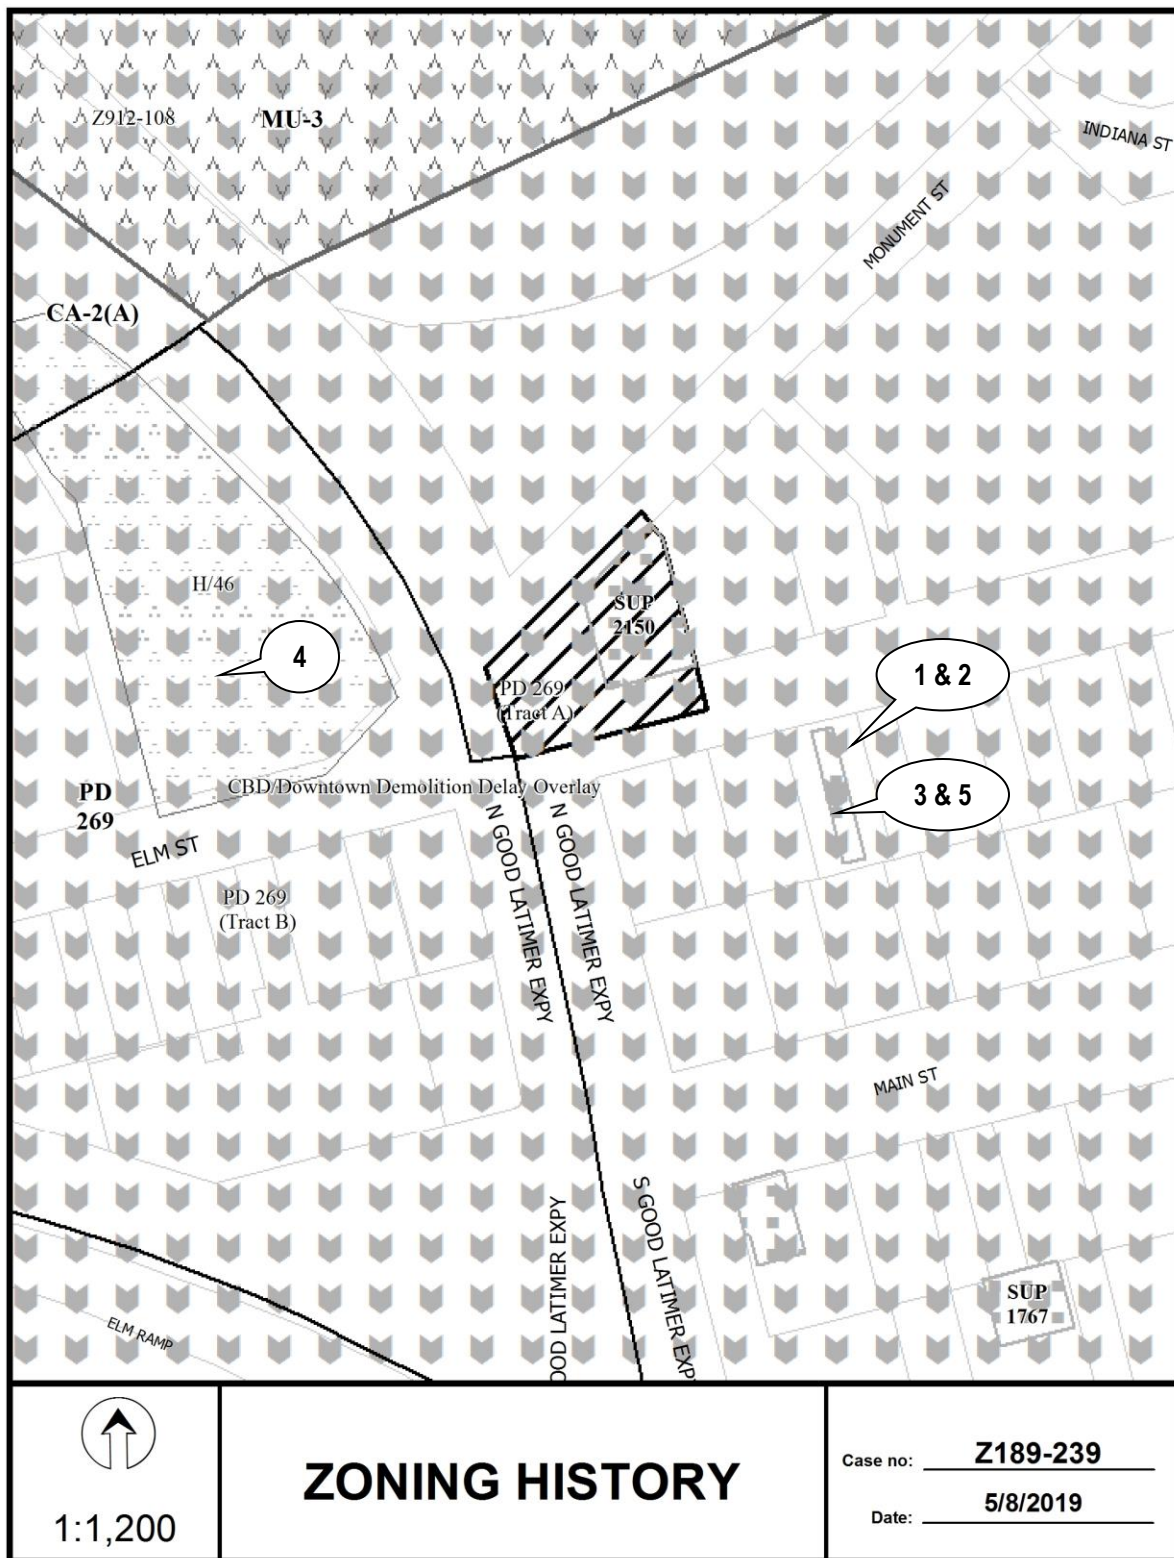 Z912-108
MU-3
INDIANA ST
MONUMENT ST
CA-2(A)
H/46
SUP
2150
4
1 & 2
PD 269
(Tract A)
PD
269
CBD/Downtown Demolition Delay Overlay
3 & 5
ELM ST
N GOOD LATIMER EXPY
N GOOD LATIMER EXPY
PD 269
(Tract B)
MAIN ST
OOD LATIMER EXPY
S GOOD LATIMER EXPY
SUP
1767
ELM RAMP
1:1,200
ZONING HISTORY
Case no: Z189-239
Date: 5/8/2019